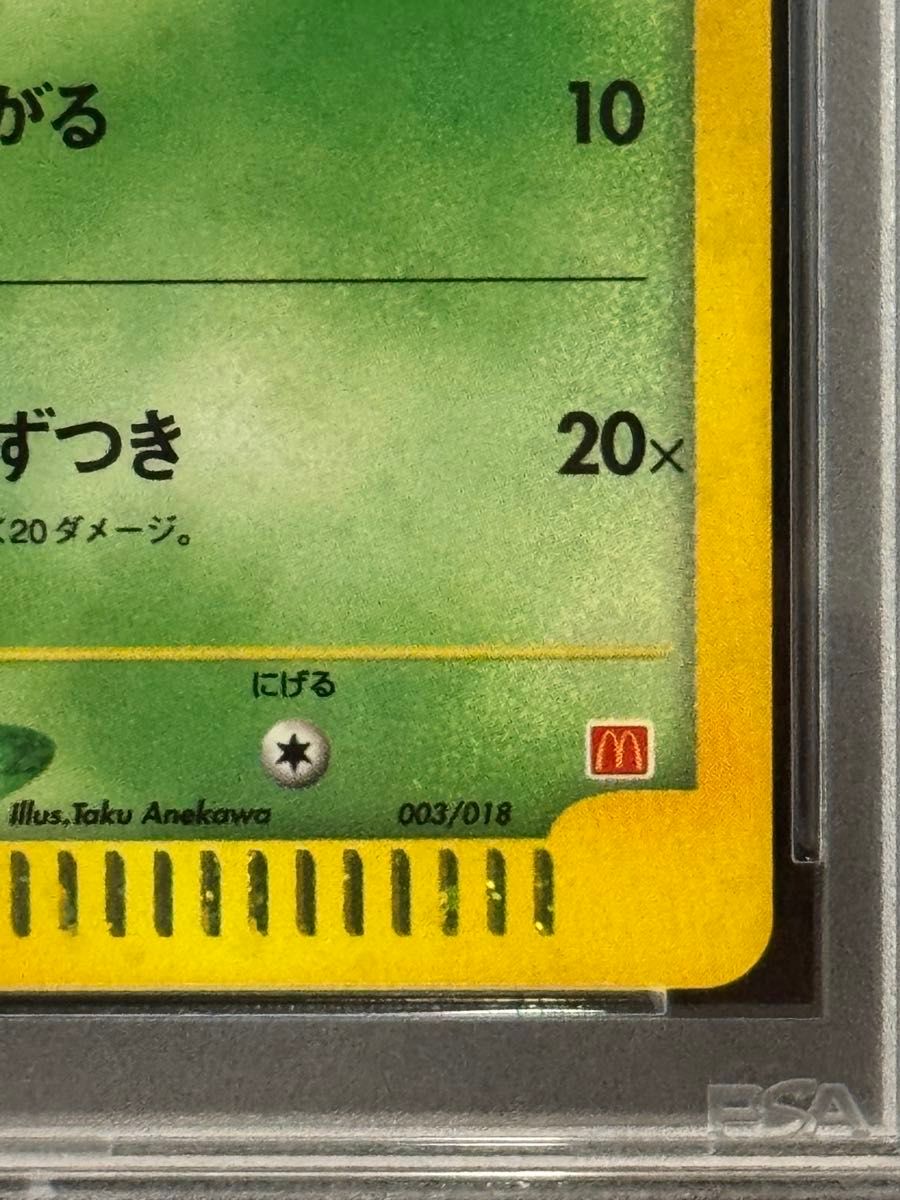 がる 10
ずつき 20×
く20ダメージ。
にげる
Illus.Taku Anekawa 003/018
PSA